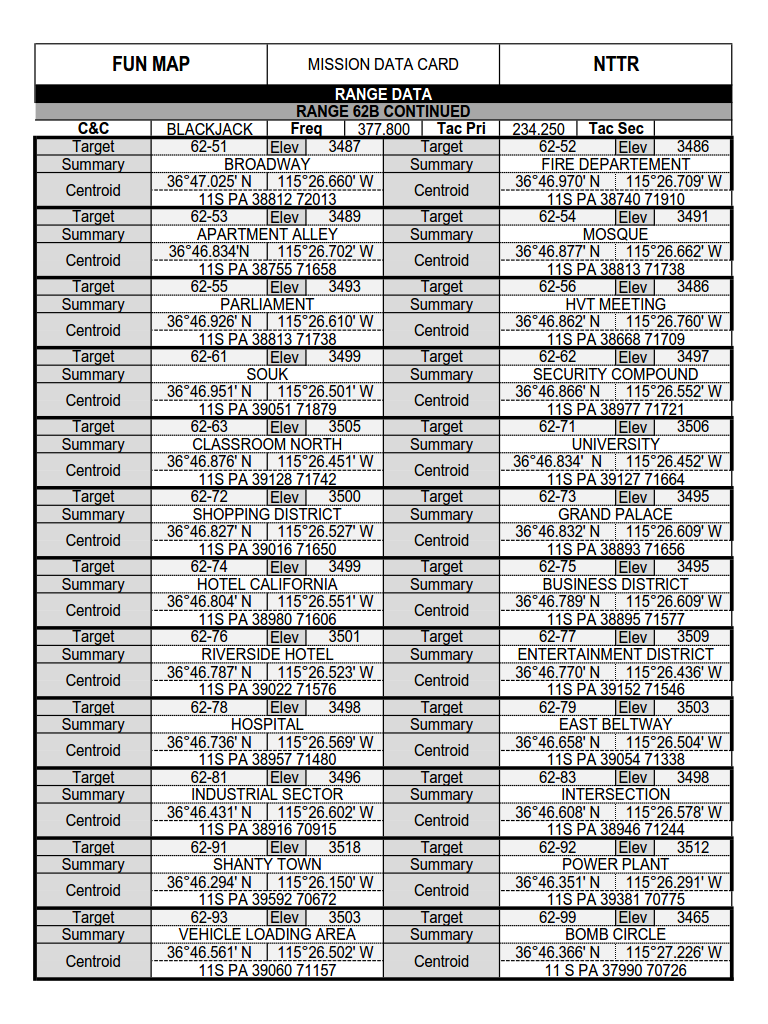 FUN MAP MISSION DATA CARD NTTR
RANGE DATA
RANGE 62B CONTINUED
C&C BLACKJACK Freq 377.800 Tac Pri 234.250 Tac Sec
Target 62-51 Elev 3487 Target 62-52 Elev 3486
Summary BROADWAY Summary FIRE DEPARTEMENT
Centroid 36°47.025' N 115°26.660' W Centroid 36°46.970' N 115°26.709' W
11S PA 38812 72013 11S PA 38740 71910
Target 62-53 Elev 3489 Target 62-54 Elev 3491
Summary APARTMENT ALLEY Summary MOSQUE
Centroid 36°46.834'N 115°26.702' W Centroid 36°46.877' N 115°26.662' W
11S PA 38755 71658 11S PA 38813 71738
Target 62-55 Elev 3493 Target 62-56 Elev 3486
Summary PARLIAMENT Summary HVT MEETING
Centroid 36°46.926' N 115°26.610' W Centroid 36°46.862' N 115°26.760' W
11S PA 38813 71738 11S PA 38668 71709
Target 62-61 Elev 3499 Target 62-62 Elev 3497
Summary SOUK Summary SECURITY COMPOUND
Centroid 36°46.951' N 115°26.501' W Centroid 36°46.866' N 115°26.552' W
11S PA 39051 71879 11S PA 38977 71721
Target 62-63 Elev 3505 Target 62-71 Elev 3506
Summary CLASSROOM NORTH Summary UNIVERSITY
Centroid 36°46.876' N 115°26.451' W Centroid 36°46.834' N 115°26.452' W
11S PA 39128 71742 11S PA 39127 71664
Target 62-72 Elev 3500 Target 62-73 Elev 3495
Summary SHOPPING DISTRICT Summary GRAND PALACE
Centroid 36°46.827' N 115°26.527' W Centroid 36°46.832' N 115°26.609' W
11S PA 39016 71650 11S PA 38893 71656
Target 62-74 Elev 3499 Target 62-75 Elev 3495
Summary HOTEL CALIFORNIA Summary BUSINESS DISTRICT
Centroid 36°46.804' N 115°26.551' W Centroid 36°46.789' N 115°26.609' W
11S PA 38980 71606 11S PA 38895 71577
Target 62-76 Elev 3501 Target 62-77 Elev 3509
Summary RIVERSIDE HOTEL Summary ENTERTAINMENT DISTRICT
Centroid 36°46.787' N 115°26.523' W Centroid 36°46.770' N 115°26.436' W
11S PA 39022 71576 11S PA 39152 71546
Target 62-78 Elev 3498 Target 62-79 Elev 3503
Summary HOSPITAL Summary EAST BELTWAY
Centroid 36°46.736' N 115°26.569' W Centroid 36°46.658' N 115°26.504' W
11S PA 38957 71480 11S PA 39054 71338
Target 62-81 Elev 3496 Target 62-83 Elev 3498
Summary INDUSTRIAL SECTOR Summary INTERSECTION
Centroid 36°46.431' N 115°26.602' W Centroid 36°46.608' N 115°26.578' W
11S PA 38916 70915 11S PA 38946 71244
Target 62-91 Elev 3518 Target 62-92 Elev 3512
Summary SHANTY TOWN Summary POWER PLANT
Centroid 36°46.294' N 115°26.150' W Centroid 36°46.351' N 115°26.291' W
11S PA 39592 70672 11S PA 39381 70775
Target 62-93 Elev 3503 Target 62-99 Elev 3465
Summary VEHICLE LOADING AREA Summary BOMB CIRCLE
Centroid 36°46.561' N 115°26.502' W Centroid 36°46.366' N 115°27.226' W
11S PA 39060 71157 11 S PA 37990 70726